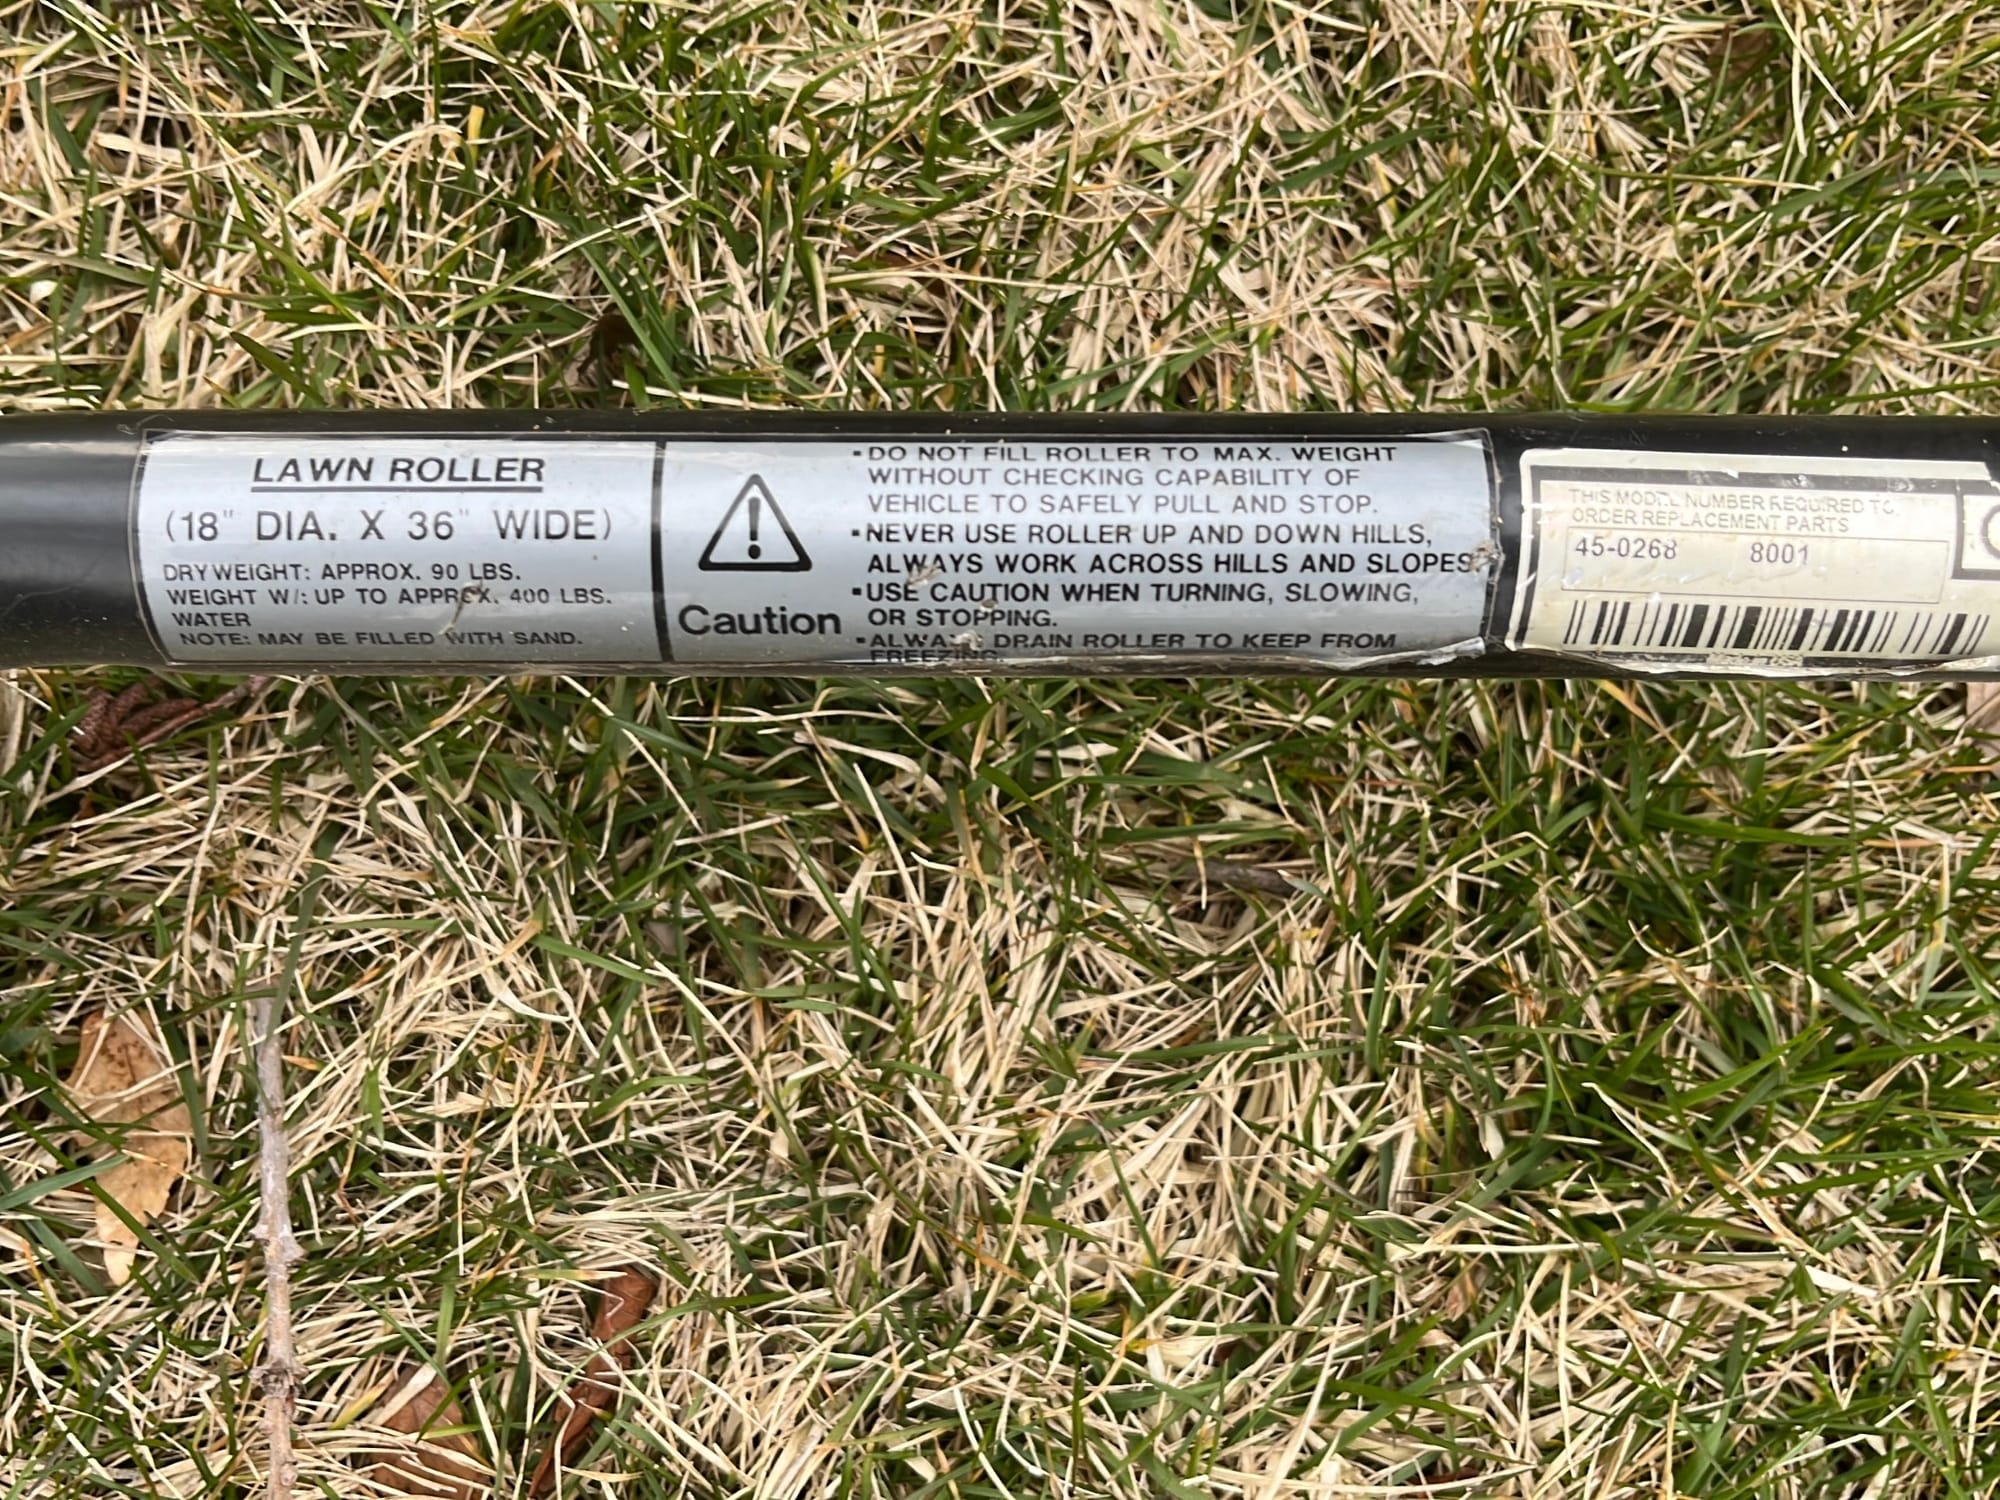 LAWN ROLLER
(18" DIA. X 36" WIDE)
DRY WEIGHT: APPROX. 90 LBS.
WEIGHT W/: UP TO APPROX. 400 LBS.
WATER
NOTE: MAY BE FILLED WITH SAND.
Caution
▪DO NOT FILL ROLLER TO MAX. WEIGHT
WITHOUT CHECKING CAPABILITY OF
VEHICLE TO SAFELY PULL AND STOP.
▪NEVER USE ROLLER UP AND DOWN HILLS,
ALWAYS WORK ACROSS HILLS AND SLOPES
▪USE CAUTION WHEN TURNING, SLOWING,
OR STOPPING.
▪ALWAYS DRAIN ROLLER TO KEEP FROM
FREEZING.
THIS MODEL NUMBER REQUIRED TO
ORDER REPLACEMENT PARTS
45-0268 8001